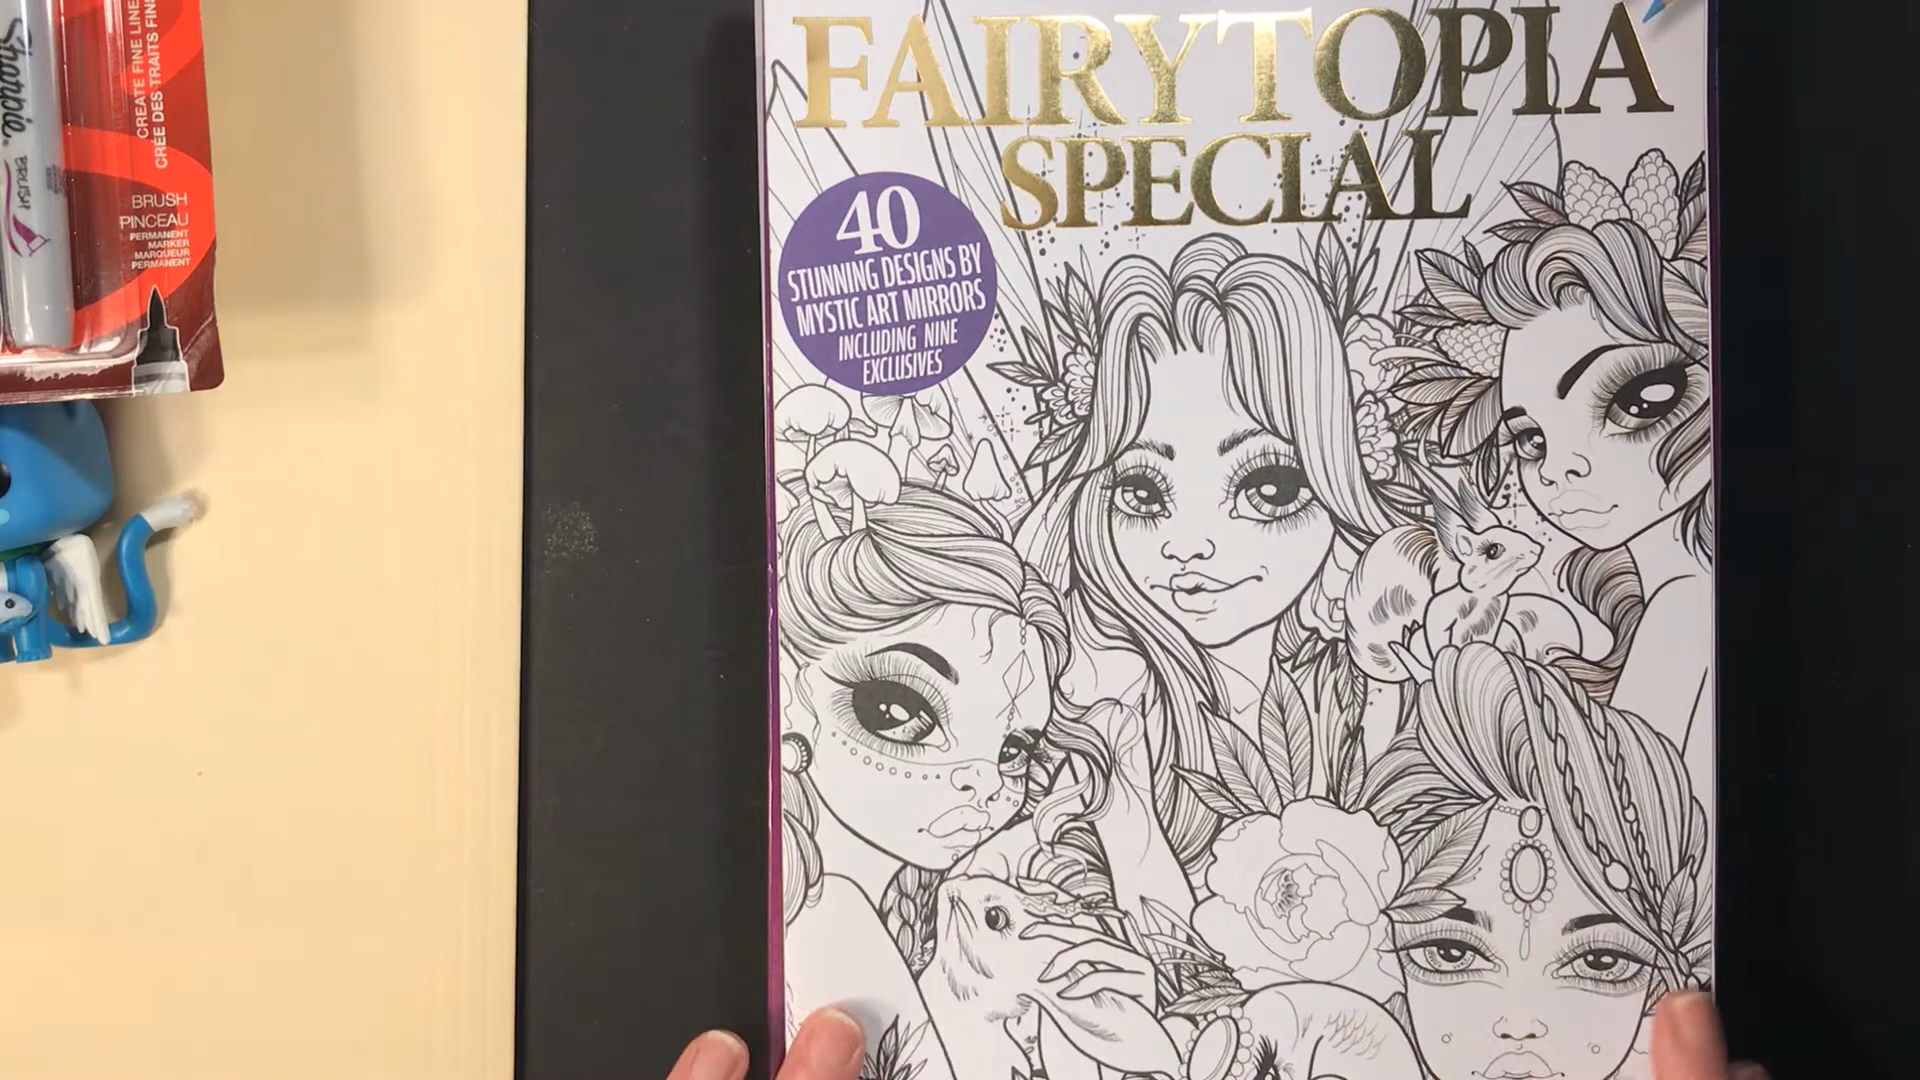 FAIRYTOPIA
SPECIAL
40
STUNNING DESIGNS BY
MYSTIC ART MIRRORS
INCLUDING NINE
EXCLUSIVES
Sharpie
BRUSH
CREATE FINE LINE
CRÉE DES TRAITS FINS
BRUSH
PINCEAU
PERMANENT
MARKER
MARQUEUR
PERMANENT